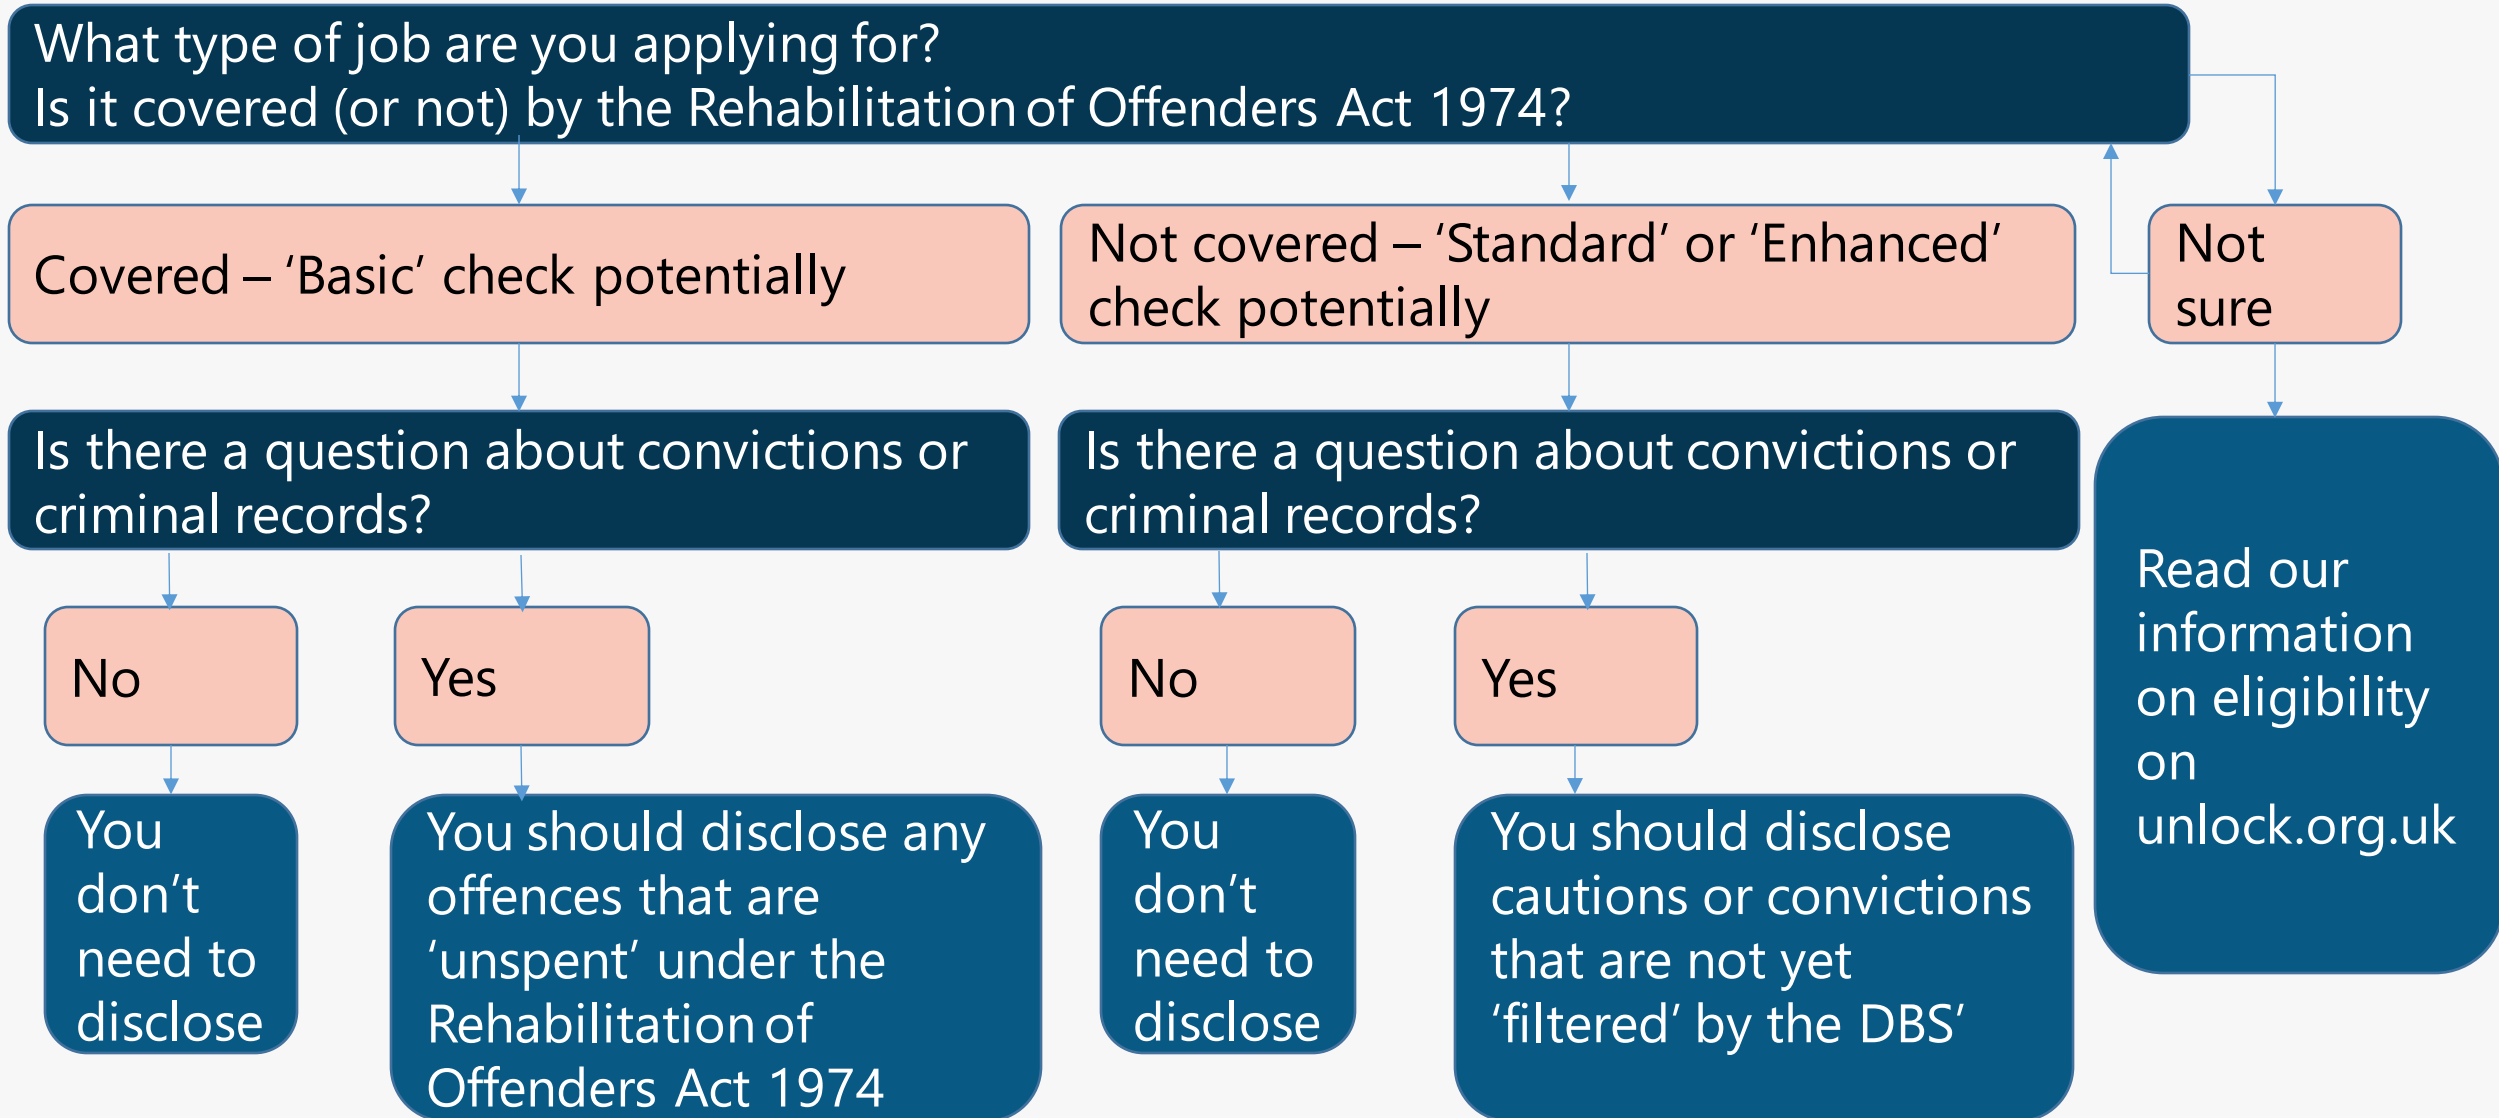 What type of job are you applying for?
Is it covered (or not) by the Rehabilitation of Offenders Act 1974?
Covered – ‘Basic‘ check potentially
Not covered – ‘Standard‘ or ‘Enhanced‘
check potentially
Not
sure
Is there a question about convictions or
criminal records?
Is there a question about convictions or
criminal records?
Read our
information
on eligibility
on
unlock.org.uk
No
Yes
No
Yes
You
don‘t
need to
disclose
You should disclose any
offences that are
‘unspent‘ under the
Rehabilitation of
Offenders Act 1974
You
don‘t
need to
disclose
You should disclose
cautions or convictions
that are not yet
‘filtered‘ by the DBS‘